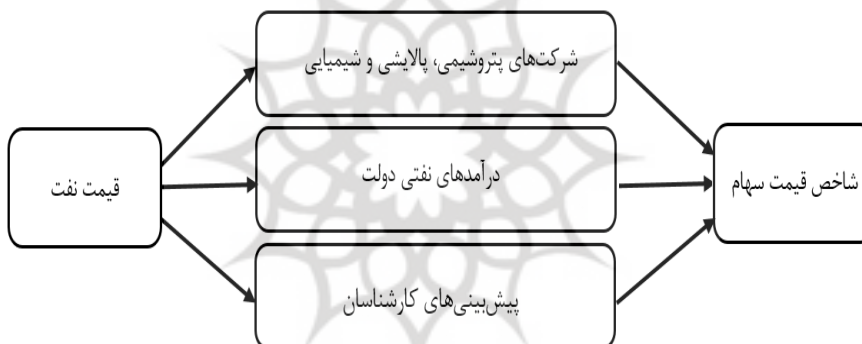 شرکت‌های پتروشیمی، پالایشی و شیمیایی
قیمت نفت
درآمدهای نفتی دولت
شاخص قیمت سهام
پیش‌بینی‌های کارشناسان